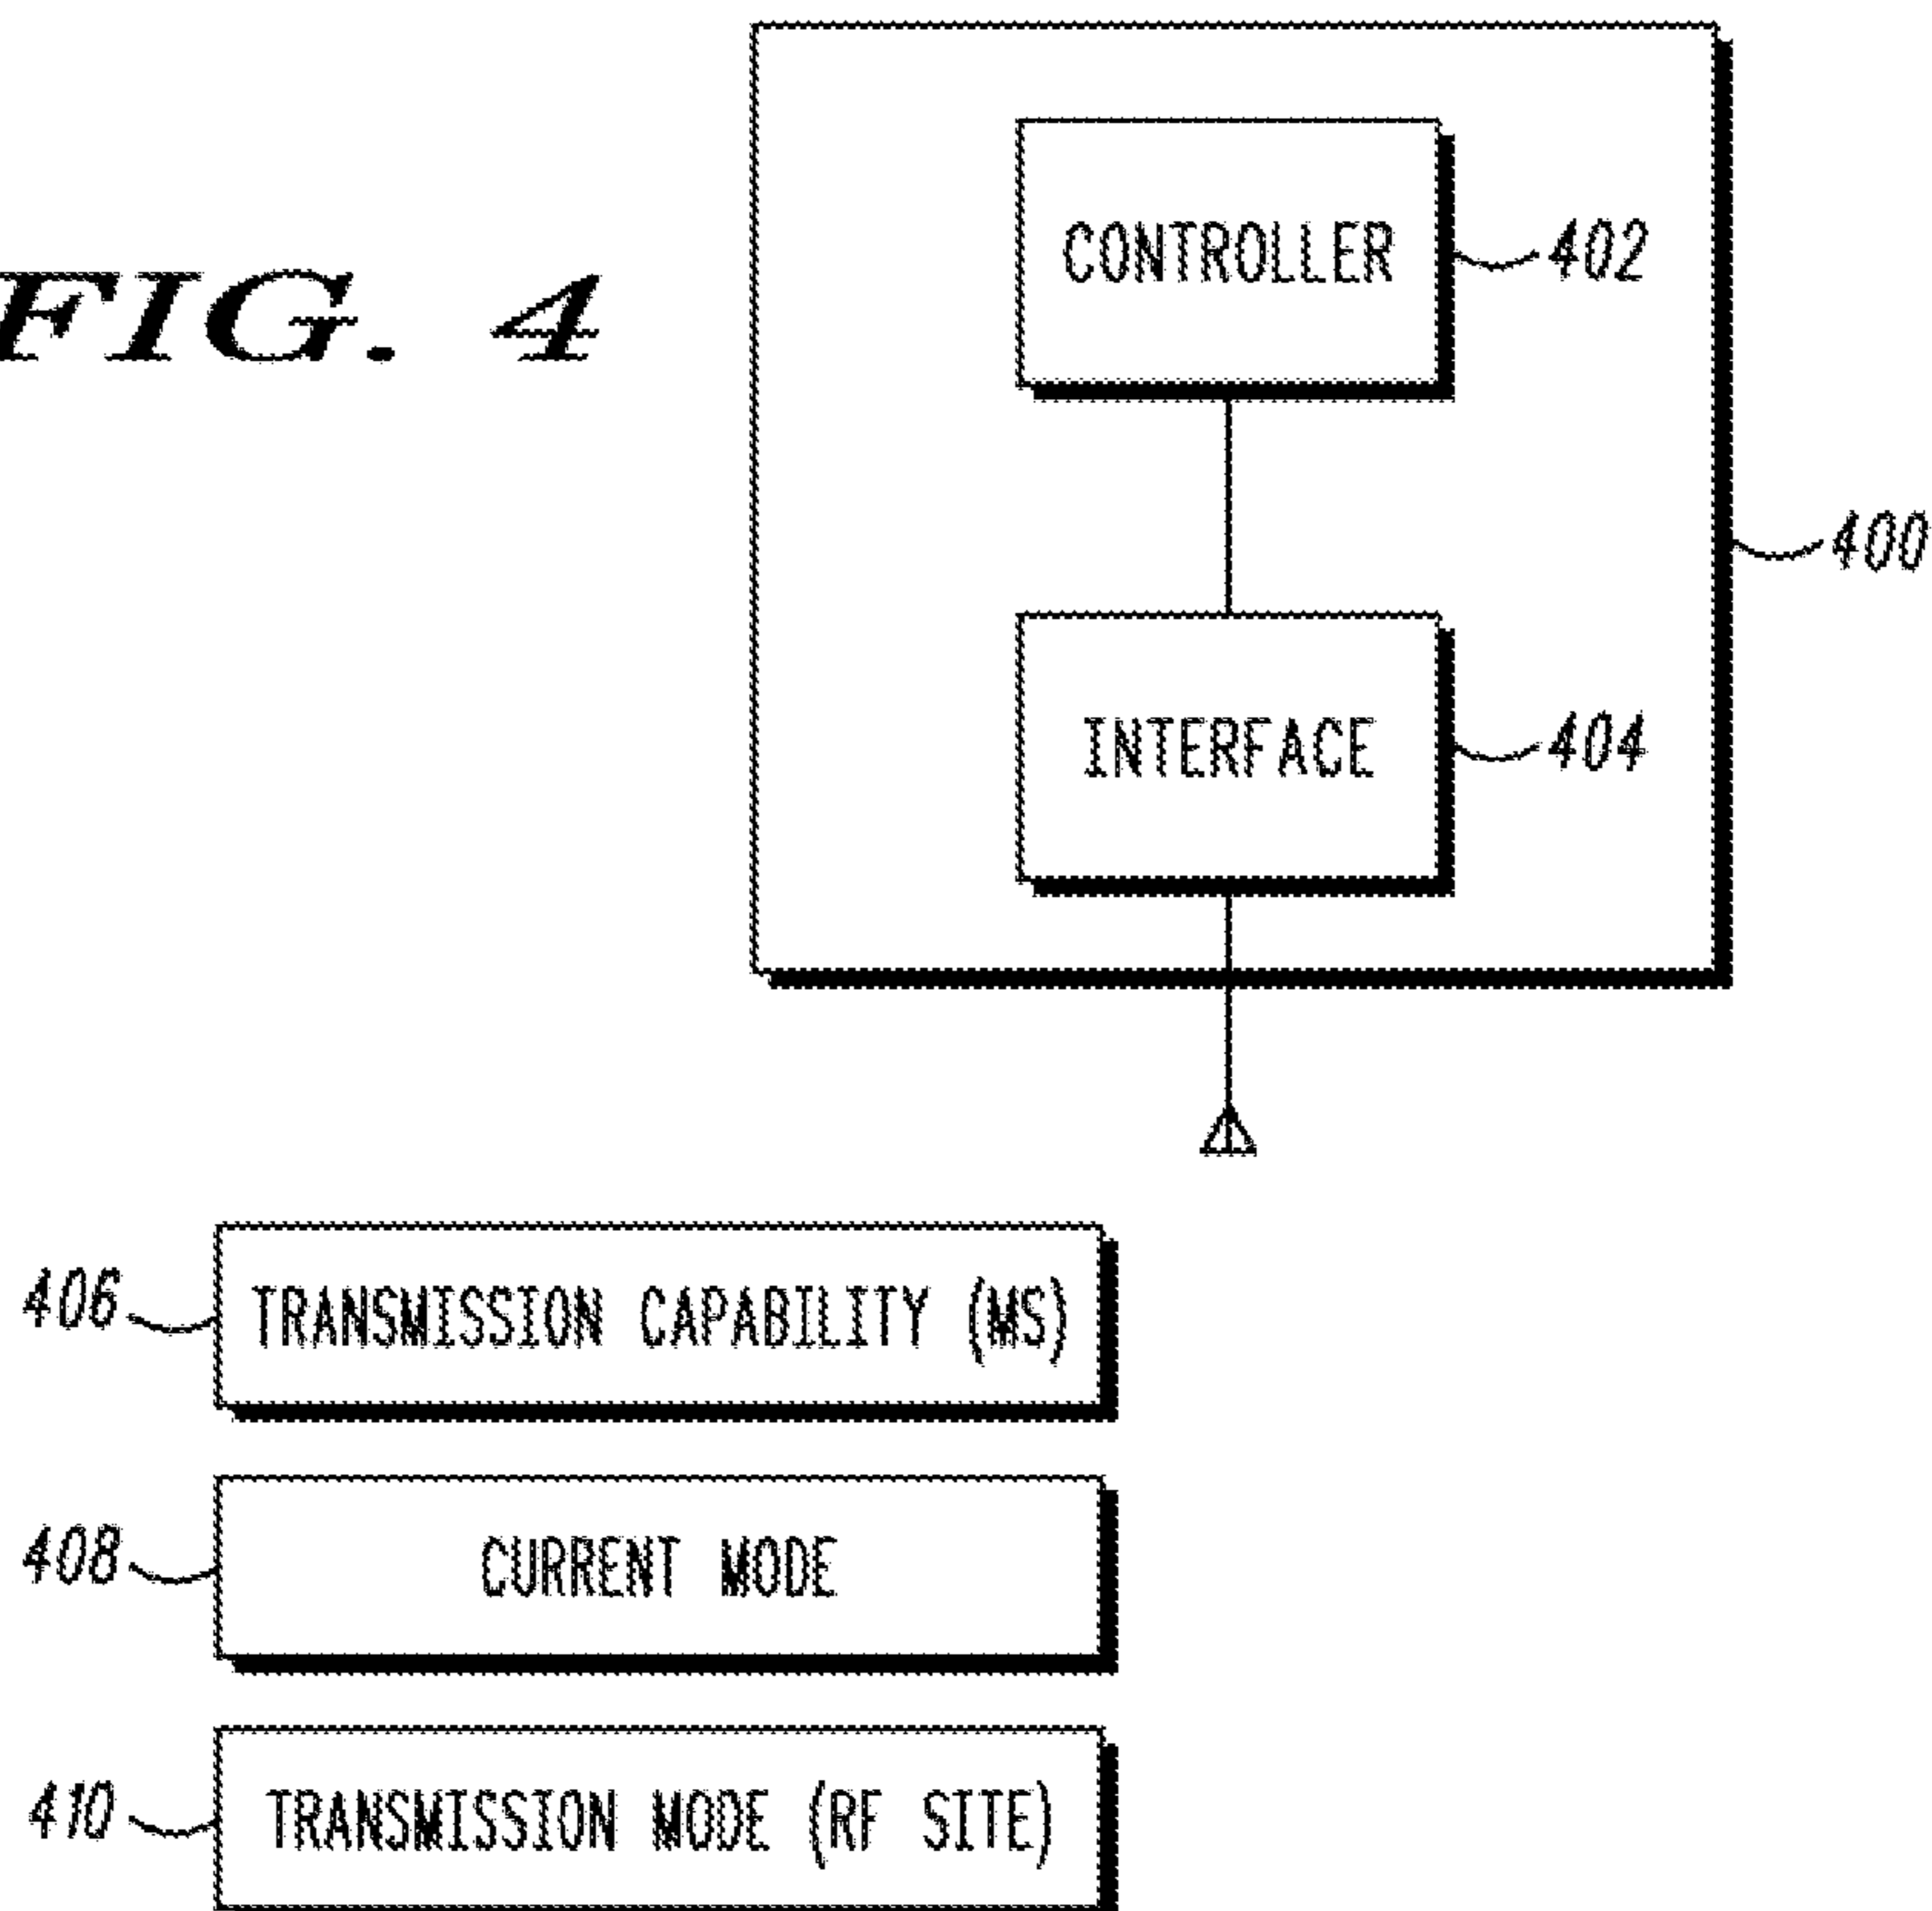 FIG. 4
CONTROLLER
402
400
INTERFACE
404
406
TRANSMISSION CAPABILITY (MS)
408
CURRENT MODE
410
TRANSMISSION MODE (RF SITE)